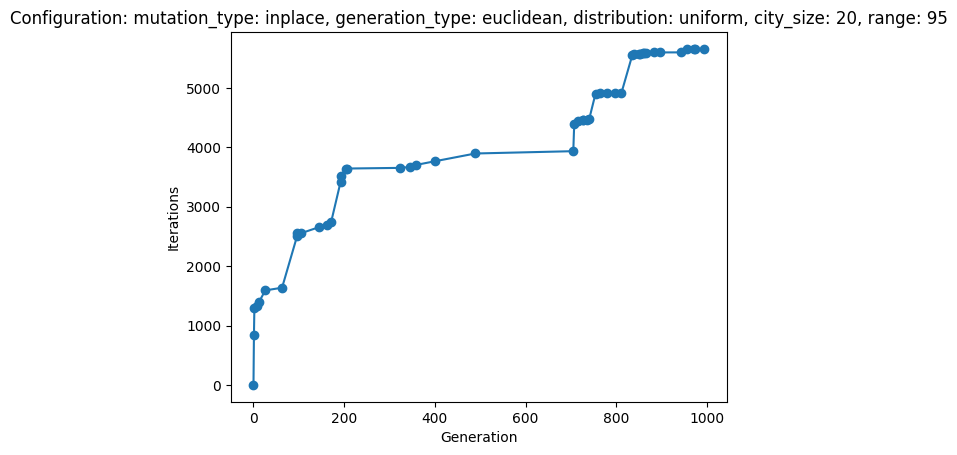 Configuration: mutation_type: inplace, generation_type: euclidean, distribution: uniform, city_size: 20, range: 95
5000
4000
3000
2000
1000
0
Iterations
0 200 400 600 800 1000
Generation